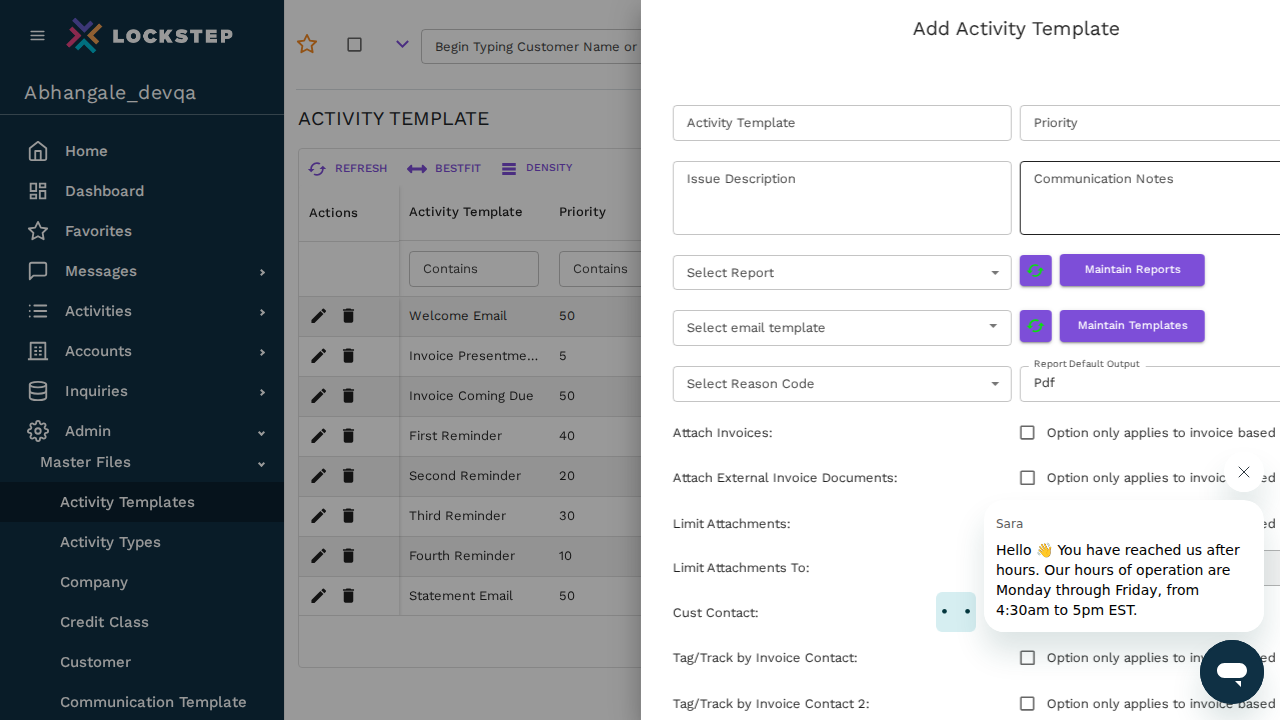 LOCKSTEP
Abhangale_devqa
Home
Dashboard
Favorites
Messages
Activities
Accounts
Inquiries
Admin
Master Files
Activity Templates
Activity Types
Company
Credit Class
Customer
Communication Template
Begin Typing Customer Name or
ACTIVITY TEMPLATE
REFRESH BESTFIT DENSITY
Actions Activity Template Priority
Contains Contains
Welcome Email 50
Invoice Presentme... 5
Invoice Coming Due 50
First Reminder 40
Second Reminder 20
Third Reminder 30
Fourth Reminder 10
Statement Email 50
Add Activity Template
Activity Template Priority
Issue Description Communication Notes
Select Report Maintain Reports
Select email template Maintain Templates
Report Default Output
Select Reason Code Pdf
Attach Invoices: Option only applies to invoice based
Attach External Invoice Documents: Option only applies to invoice based
Limit Attachments:
Limit Attachments To:
Cust Contact:
Tag/Track by Invoice Contact: Option only applies to invoice based
Tag/Track by Invoice Contact 2: Option only applies to invoice based
Sara
Hello 👋 You have reached us after
hours. Our hours of operation are
Monday through Friday, from
4:30am to 5pm EST.